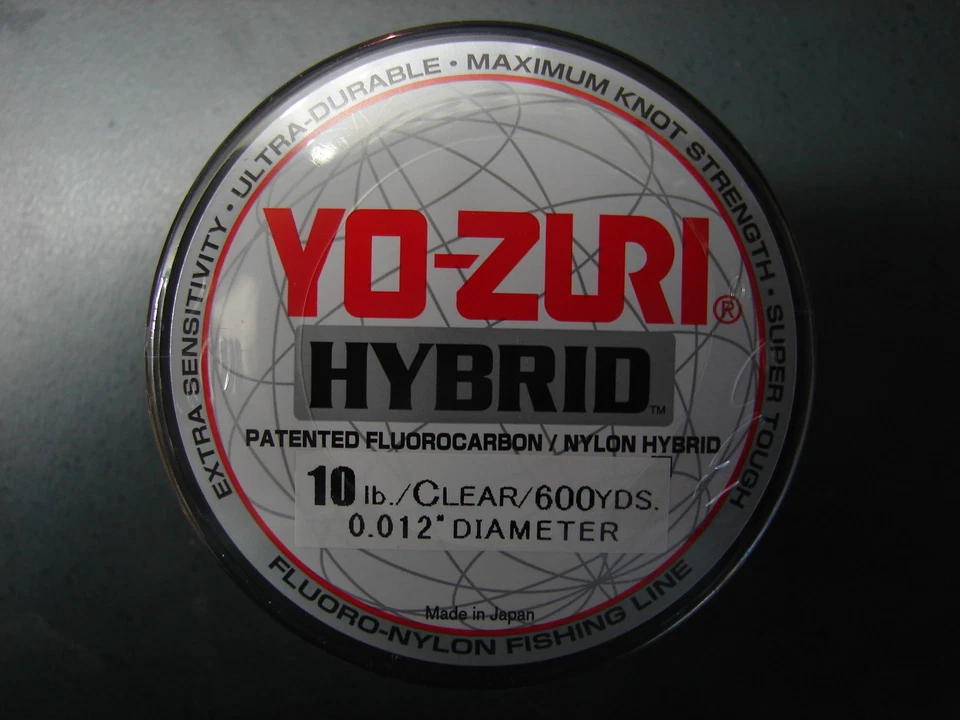 EXTRA SENSITIVITY • ULTRA-DURABLE • MAXIMUM KNOT STRENGTH • SUPER TOUGH
YO-ZURI®
HYBRID™
PATENTED FLUOROCARBON / NYLON HYBRID
10 lb./CLEAR/600YDS.
0.012" DIAMETER
Made in Japan
FLUORO-NYLON FISHING LINE